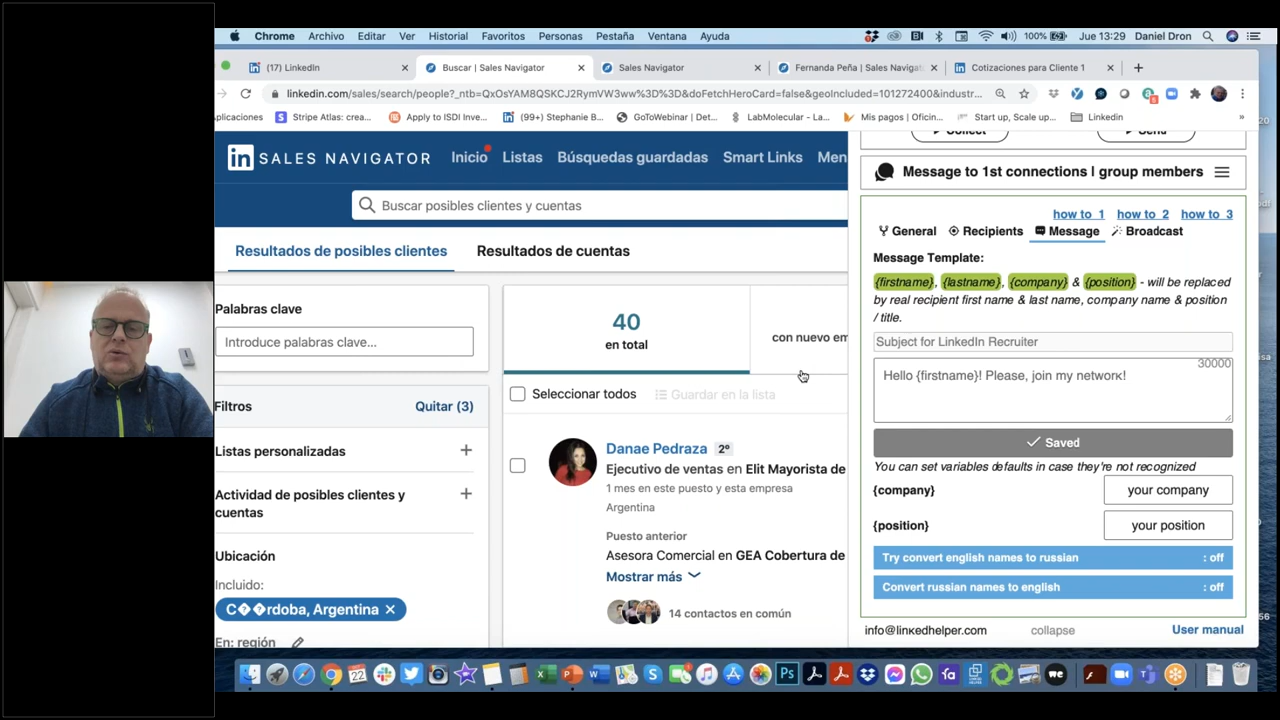 Chrome Archivo Editar Ver Historial Favoritos Personas Pestaña Ventana Ayuda
100% Jue 13:29 Daniel Dron
(17) LinkedIn
Buscar | Sales Navigator
Sales Navigator
Fernanda Peña | Sales Navigat
Cotizaciones para Cliente 1
linkedin.com/sales/search/people?_ntb=QxOsYAM8QSKCJ2RymVW3ww%3D%3D&doFetchHeroCard=false&geoIncluded=101272400&industr...
plicaciones
Stripe Atlas: crea...
Apply to ISDI Inve...
(99+) Stephanie B...
GoToWebinar | Det...
LabMolecular - La...
Mis pagos | Oficin...
Start up, Scale up...
Linkedin
»
in SALES NAVIGATOR
Inicio Listas Búsquedas guardadas Smart Links Men
Buscar posibles clientes y cuentas
Resultados de posibles clientes
Resultados de cuentas
Palabras clave
Introduce palabras clave...
Filtros
Quitar (3)
Listas personalizadas
Actividad de posibles clientes y
cuentas
Ubicación
Incluido:
C��rdoba, Argentina
En: región
40
en total
con nuevo em
Seleccionar todos
Guardar en la lista
Danae Pedraza 2º
Ejecutivo de ventas en Elit Mayorista de
1 mes en este puesto y esta empresa
Argentina
Puesto anterior
Asesora Comercial en GEA Cobertura de
Mostrar más
14 contactos en común
Collect
Send
Message to 1st connections | group members
how to 1 how to 2 how to 3
General Recipients Message Broadcast
Message Template:
{firstname}, {lastname}, {company} & {position} - will be replaced
by real recipient first name & last name, company name & position
/ title.
Subject for LinkedIn Recruiter
30000
Hello {firstname}! Please, join my network!
Saved
You can set variables defaults in case they're not recognized
{company} your company
{position} your position
Try convert english names to russian : off
Convert russian names to english : off
info@linkedhelper.com collapse User manual